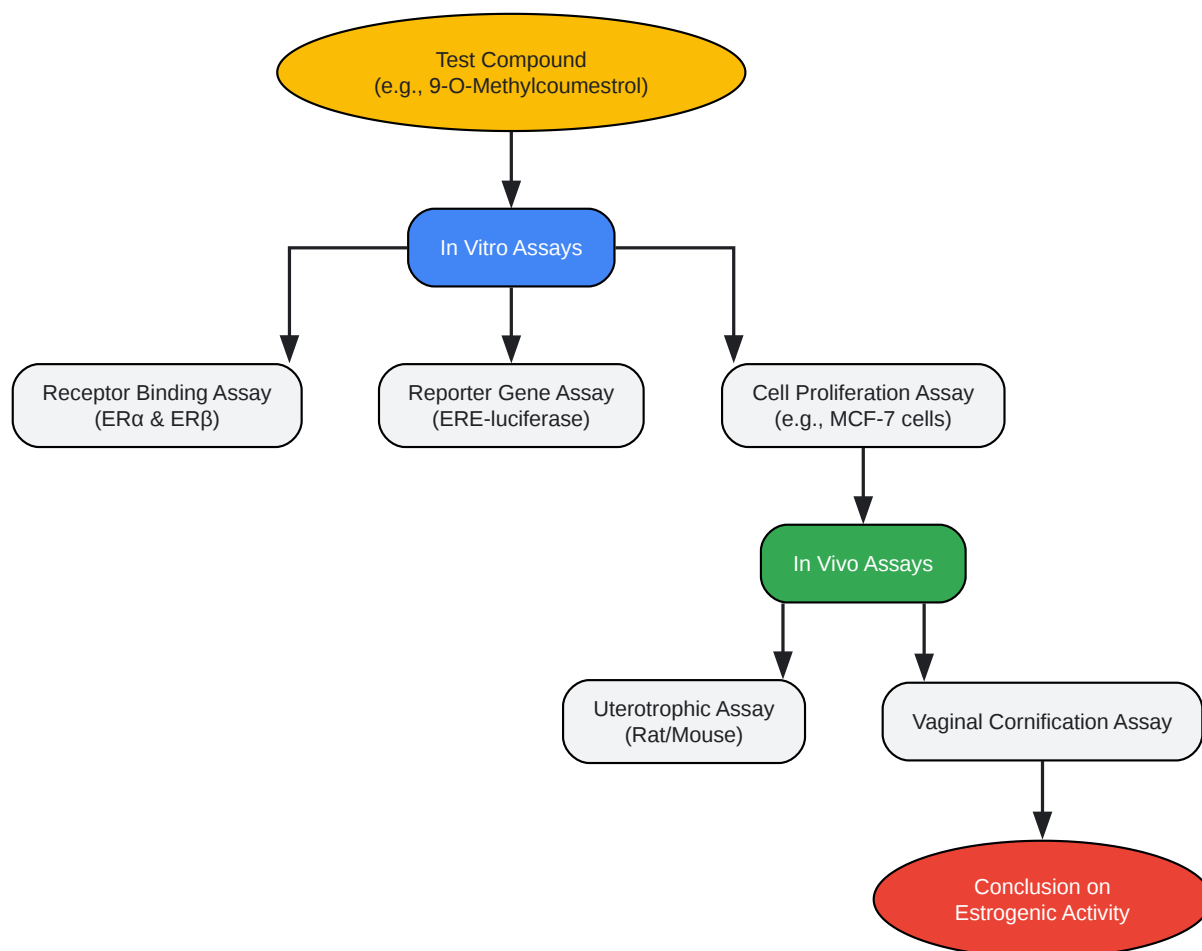 Test Compound
(e.g., 9-O-Methylcoumestrol)
In Vitro Assays
Receptor Binding Assay
(ERα & ERβ)
Reporter Gene Assay
(ERE-luciferase)
Cell Proliferation Assay
(e.g., MCF-7 cells)
In Vivo Assays
Uterotrophic Assay
(Rat/Mouse)
Vaginal Cornification Assay
Conclusion on
Estrogenic Activity